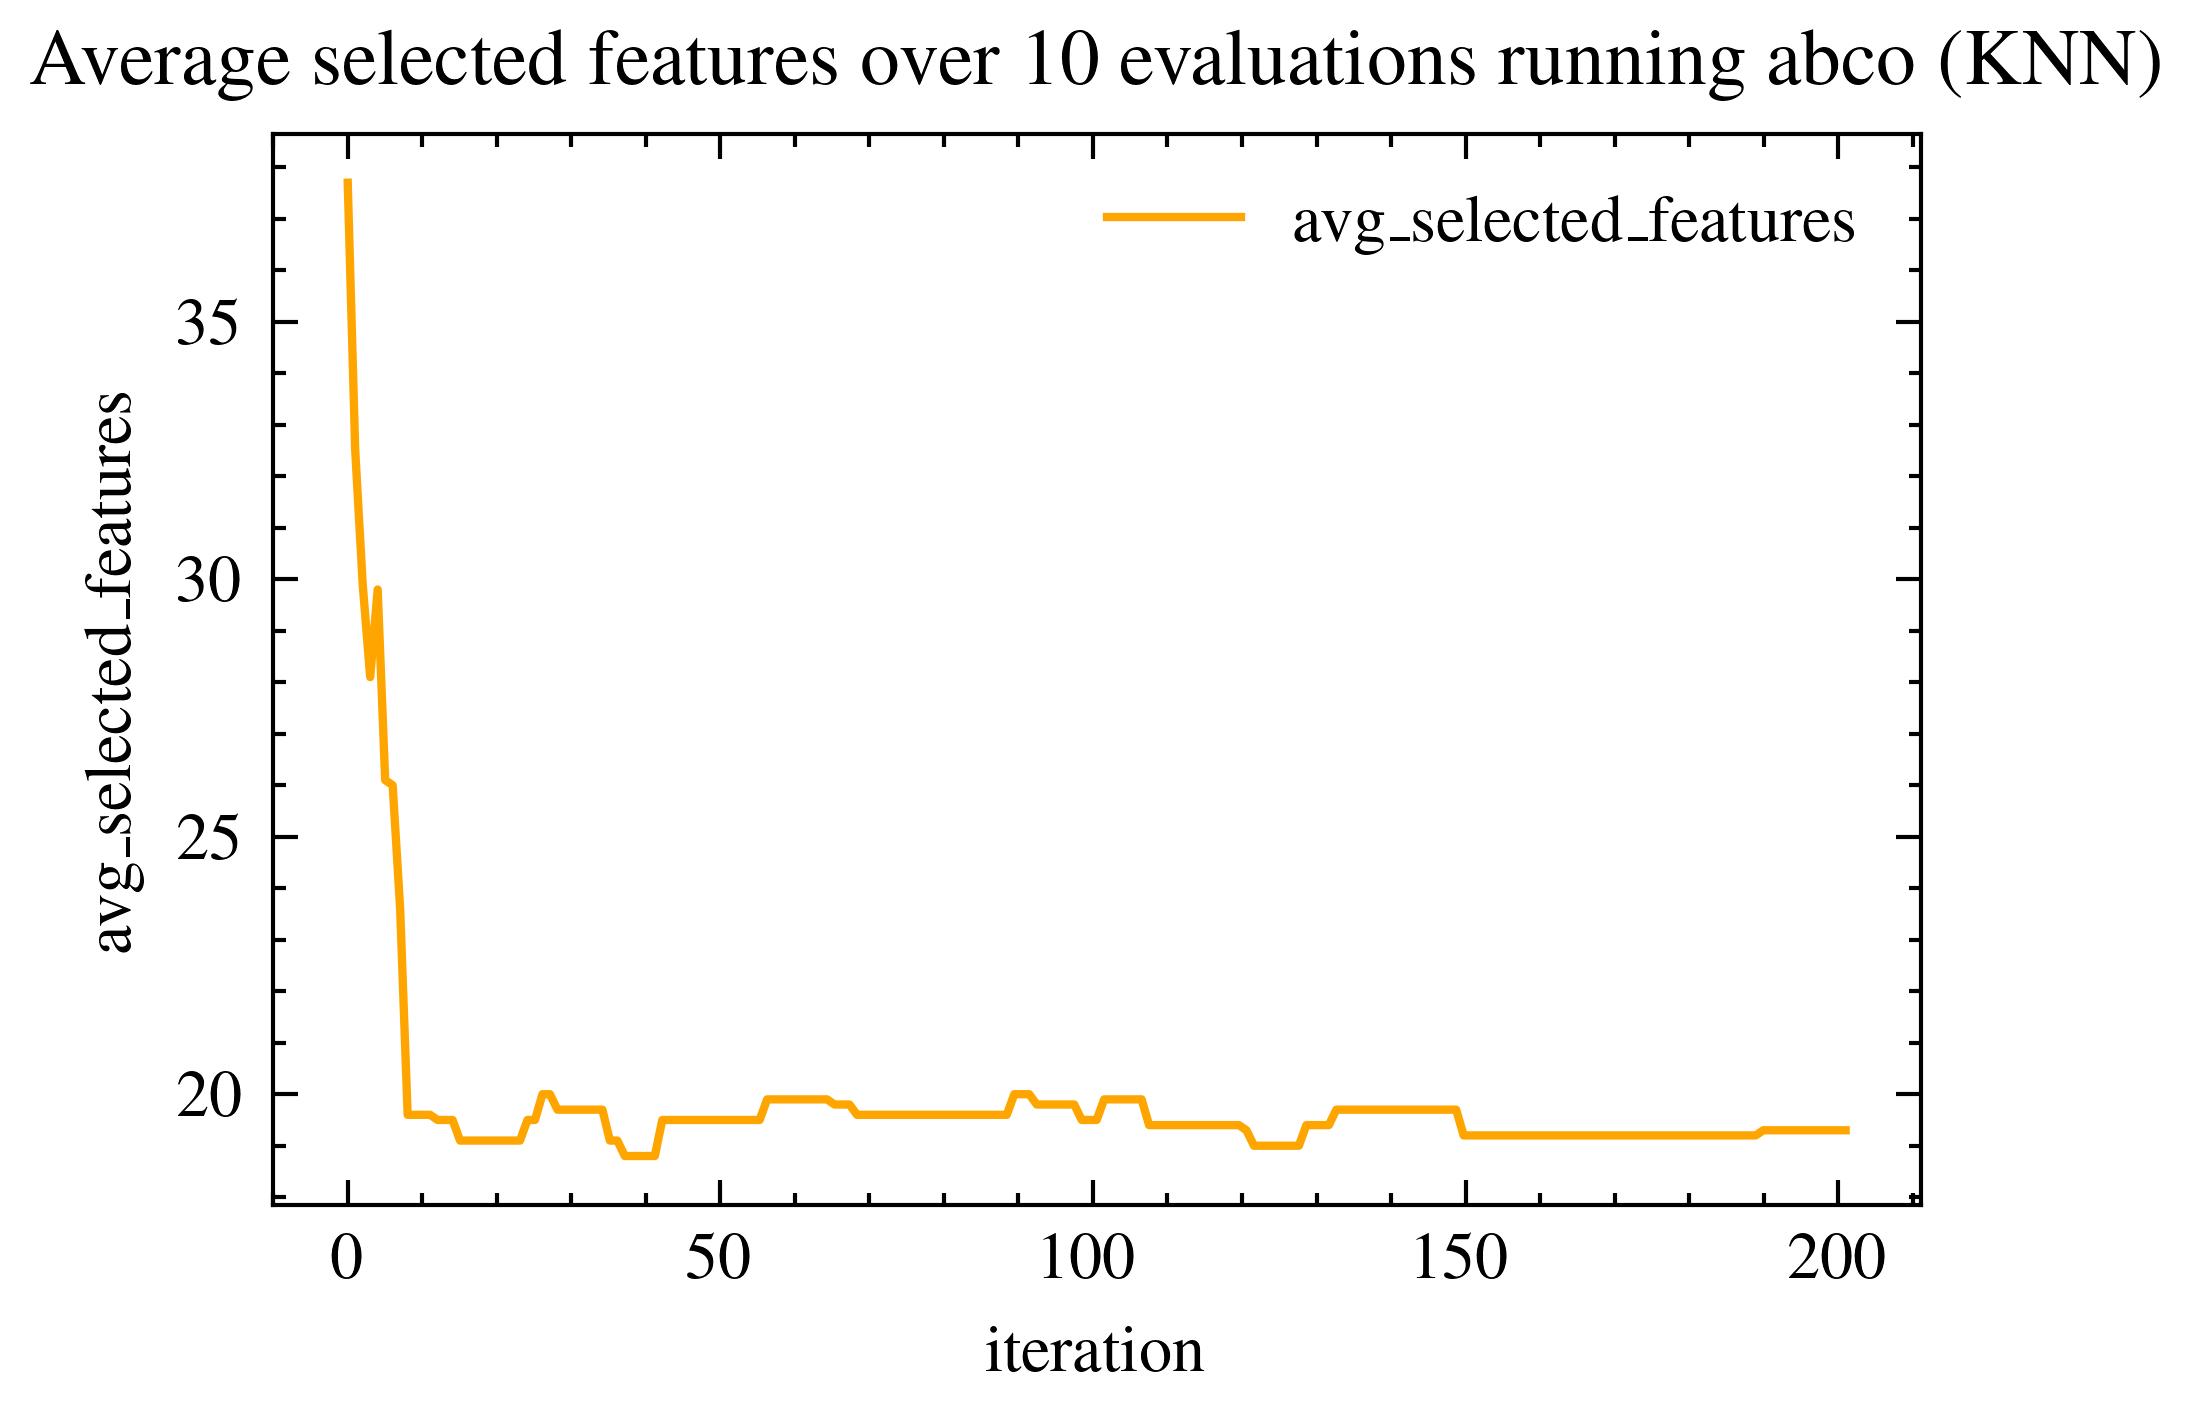 Average selected features over 10 evaluations running abco (KNN)
avg_selected_features
35
30
25
20
avg_selected_features
0 50 100 150 200
iteration